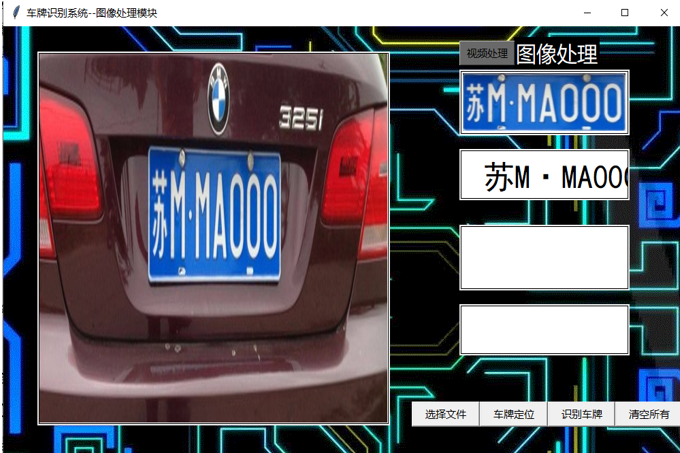 车牌识别系统--图像处理模块
视频处理
图像处理
BMW
325i
苏M·MA000
苏M·MA000
苏M·MA000
选择文件
车牌定位
识别车牌
清空所有